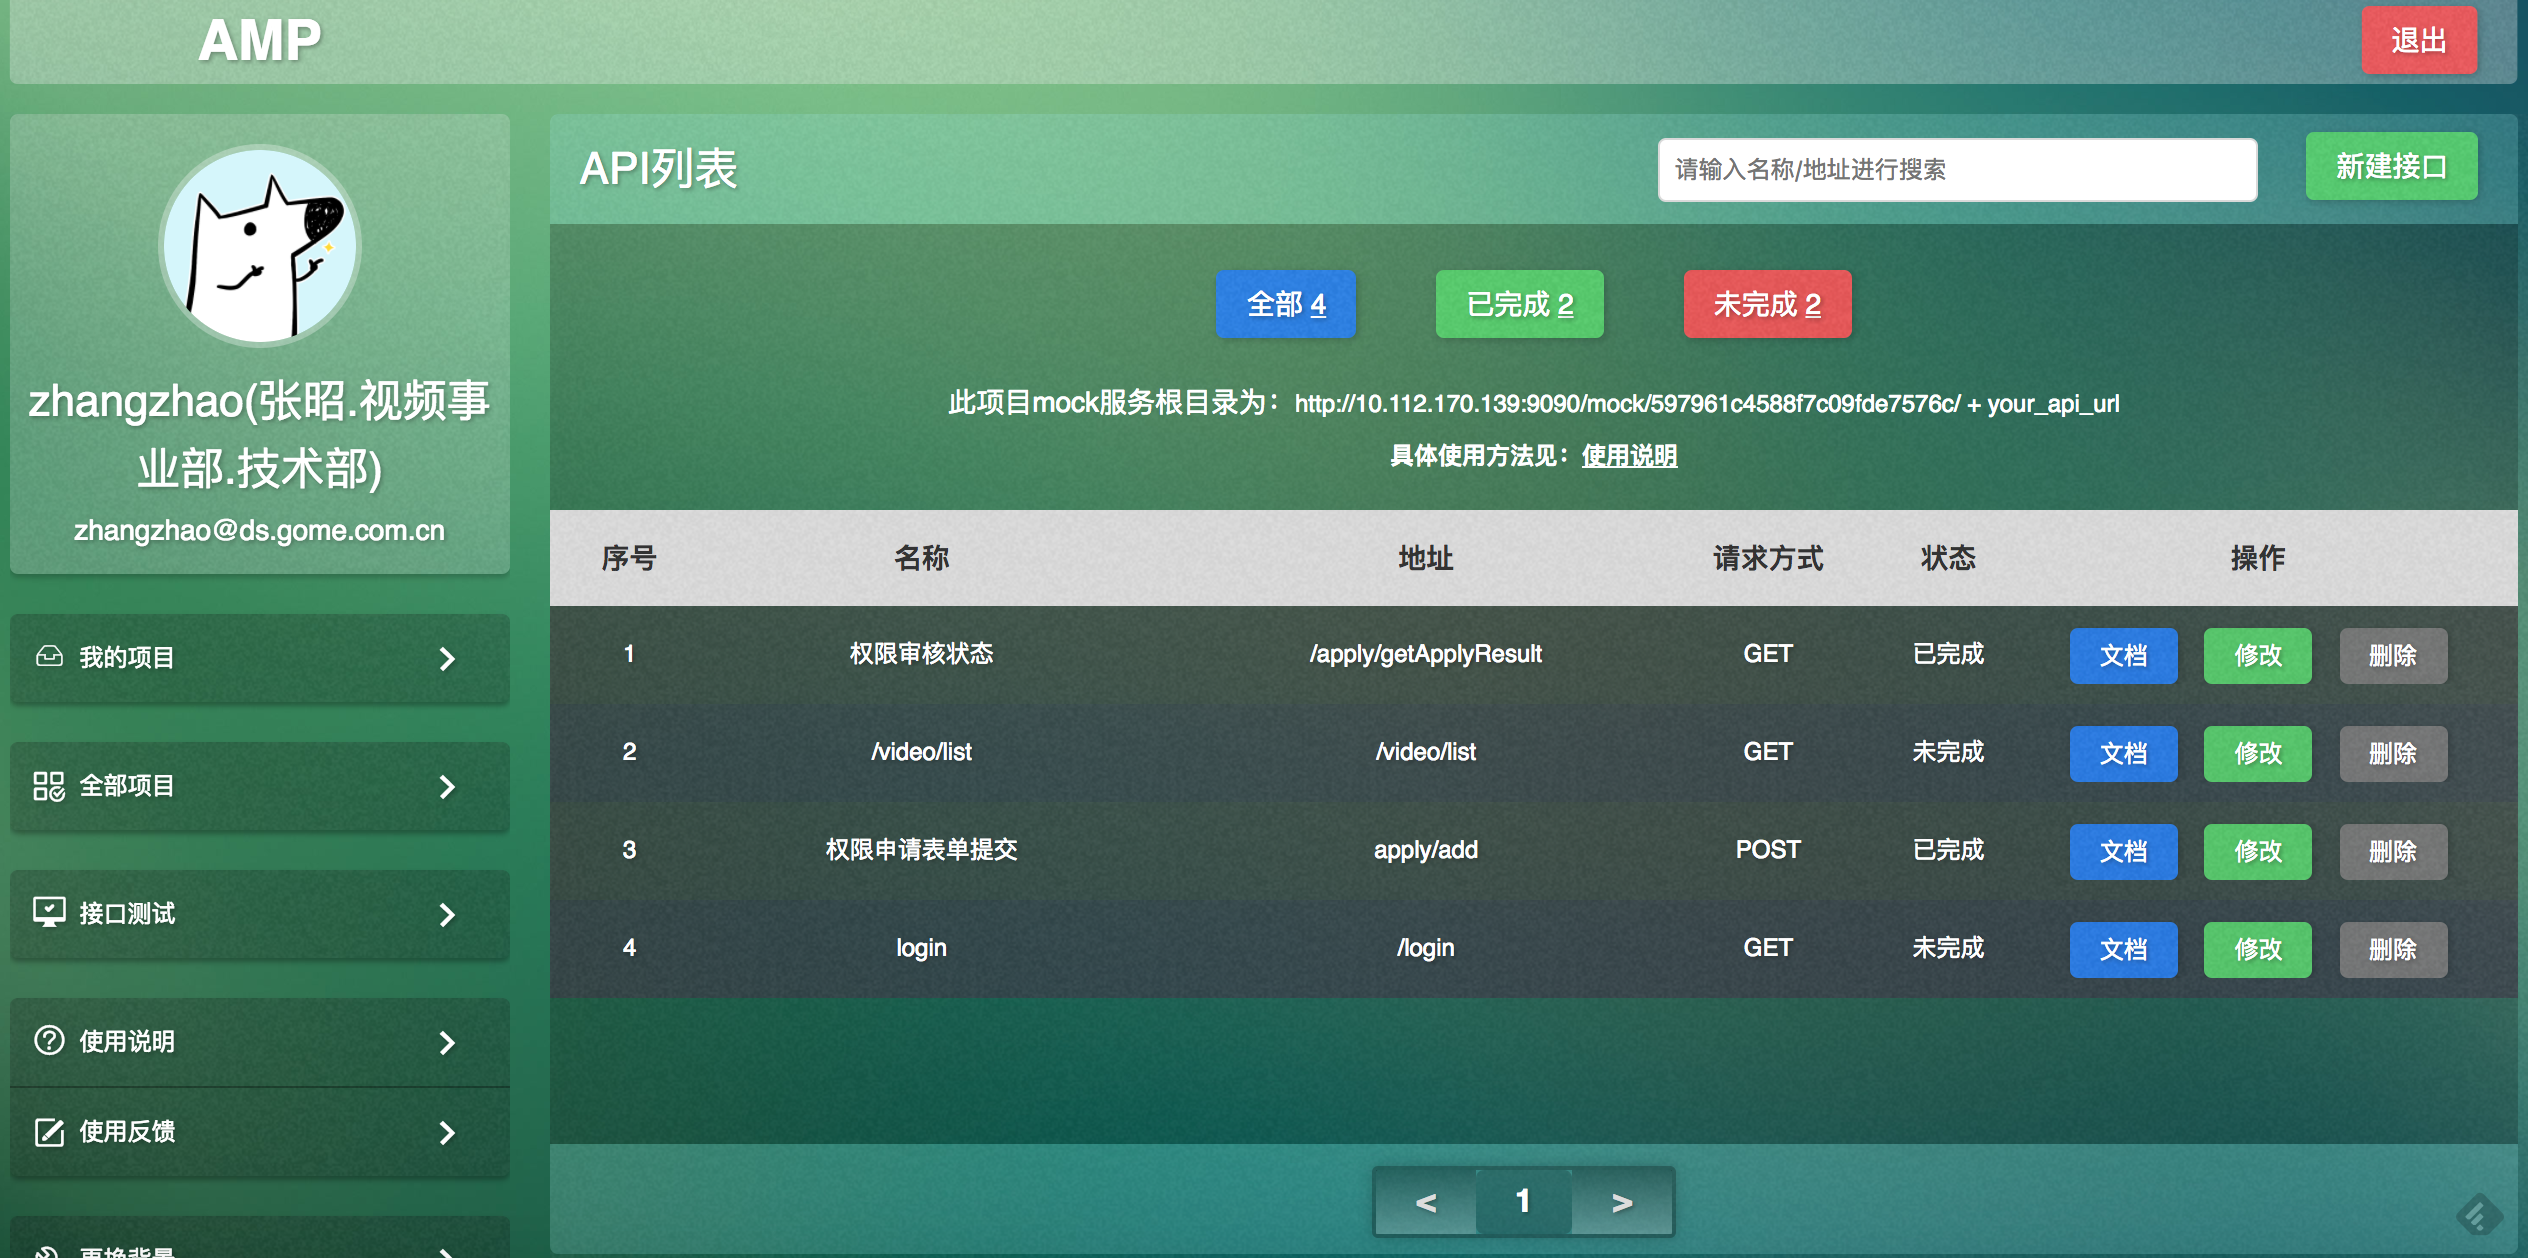 AMP
退出
zhangzhao(张昭.视频事
业部.技术部)
zhangzhao@ds.gome.com.cn
我的项目
全部项目
接口测试
使用说明
使用反馈
更换背景
API列表
请输入名称/地址进行搜索
新建接口
全部 4
已完成 2
未完成 2
此项目mock服务根目录为：http://10.112.170.139:9090/mock/597961c4588f7c09fde7576c/ + your_api_url
具体使用方法见：使用说明
序号 名称 地址 请求方式 状态 操作
1 权限审核状态 /apply/getApplyResult GET 已完成 文档 修改 删除
2 /video/list /video/list GET 未完成 文档 修改 删除
3 权限申请表单提交 apply/add POST 已完成 文档 修改 删除
4 login /login GET 未完成 文档 修改 删除
< 1 >